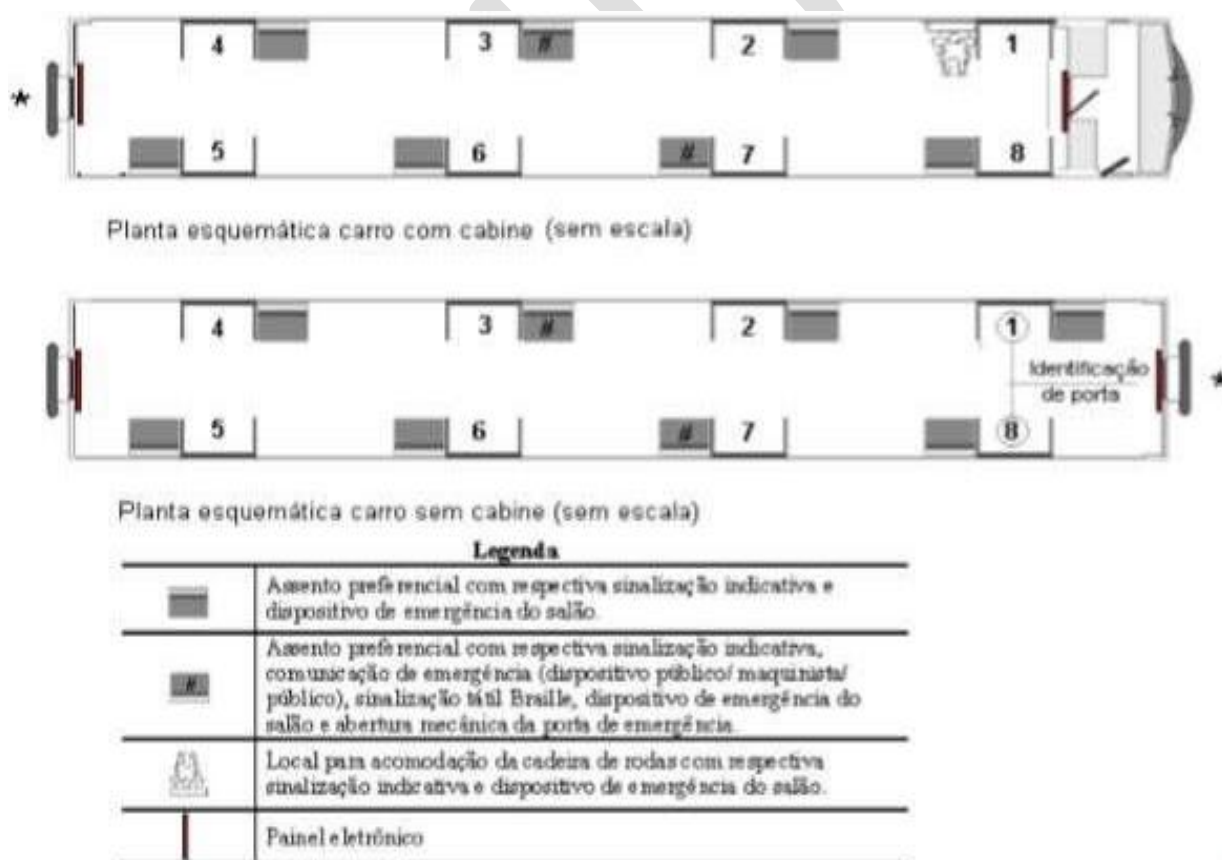 4 3 # 2 1
*
5 6 # 7 8
Planta esquemática carro com cabine (sem escala)
4 3 # 2 1
Identificação
de porta
*
5 6 # 7 8
Planta esquemática carro sem cabine (sem escala)
Legenda
Assento preferencial com respectiva sinalização indicativa e
dispositivo de emergência do salão.
Assento preferencial com respectiva sinalização indicativa,
comunicação de emergência (dispositivo público/ maquinista/
público), sinalização tátil Braille, dispositivo de emergência do
#
salão e abertura mecânica da porta de emergência.
Local para acomodação da cadeira de rodas com respectiva
sinalização indicativa e dispositivo de emergência do salão.
Painel eletrônico